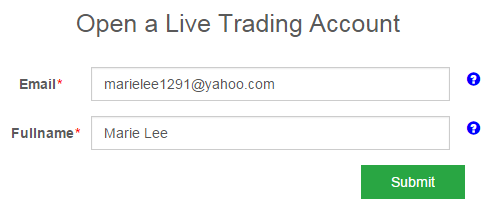 Open a Live Trading Account
Email* marielee1291@yahoo.com ?
Fullname* Marie Lee ?
Submit